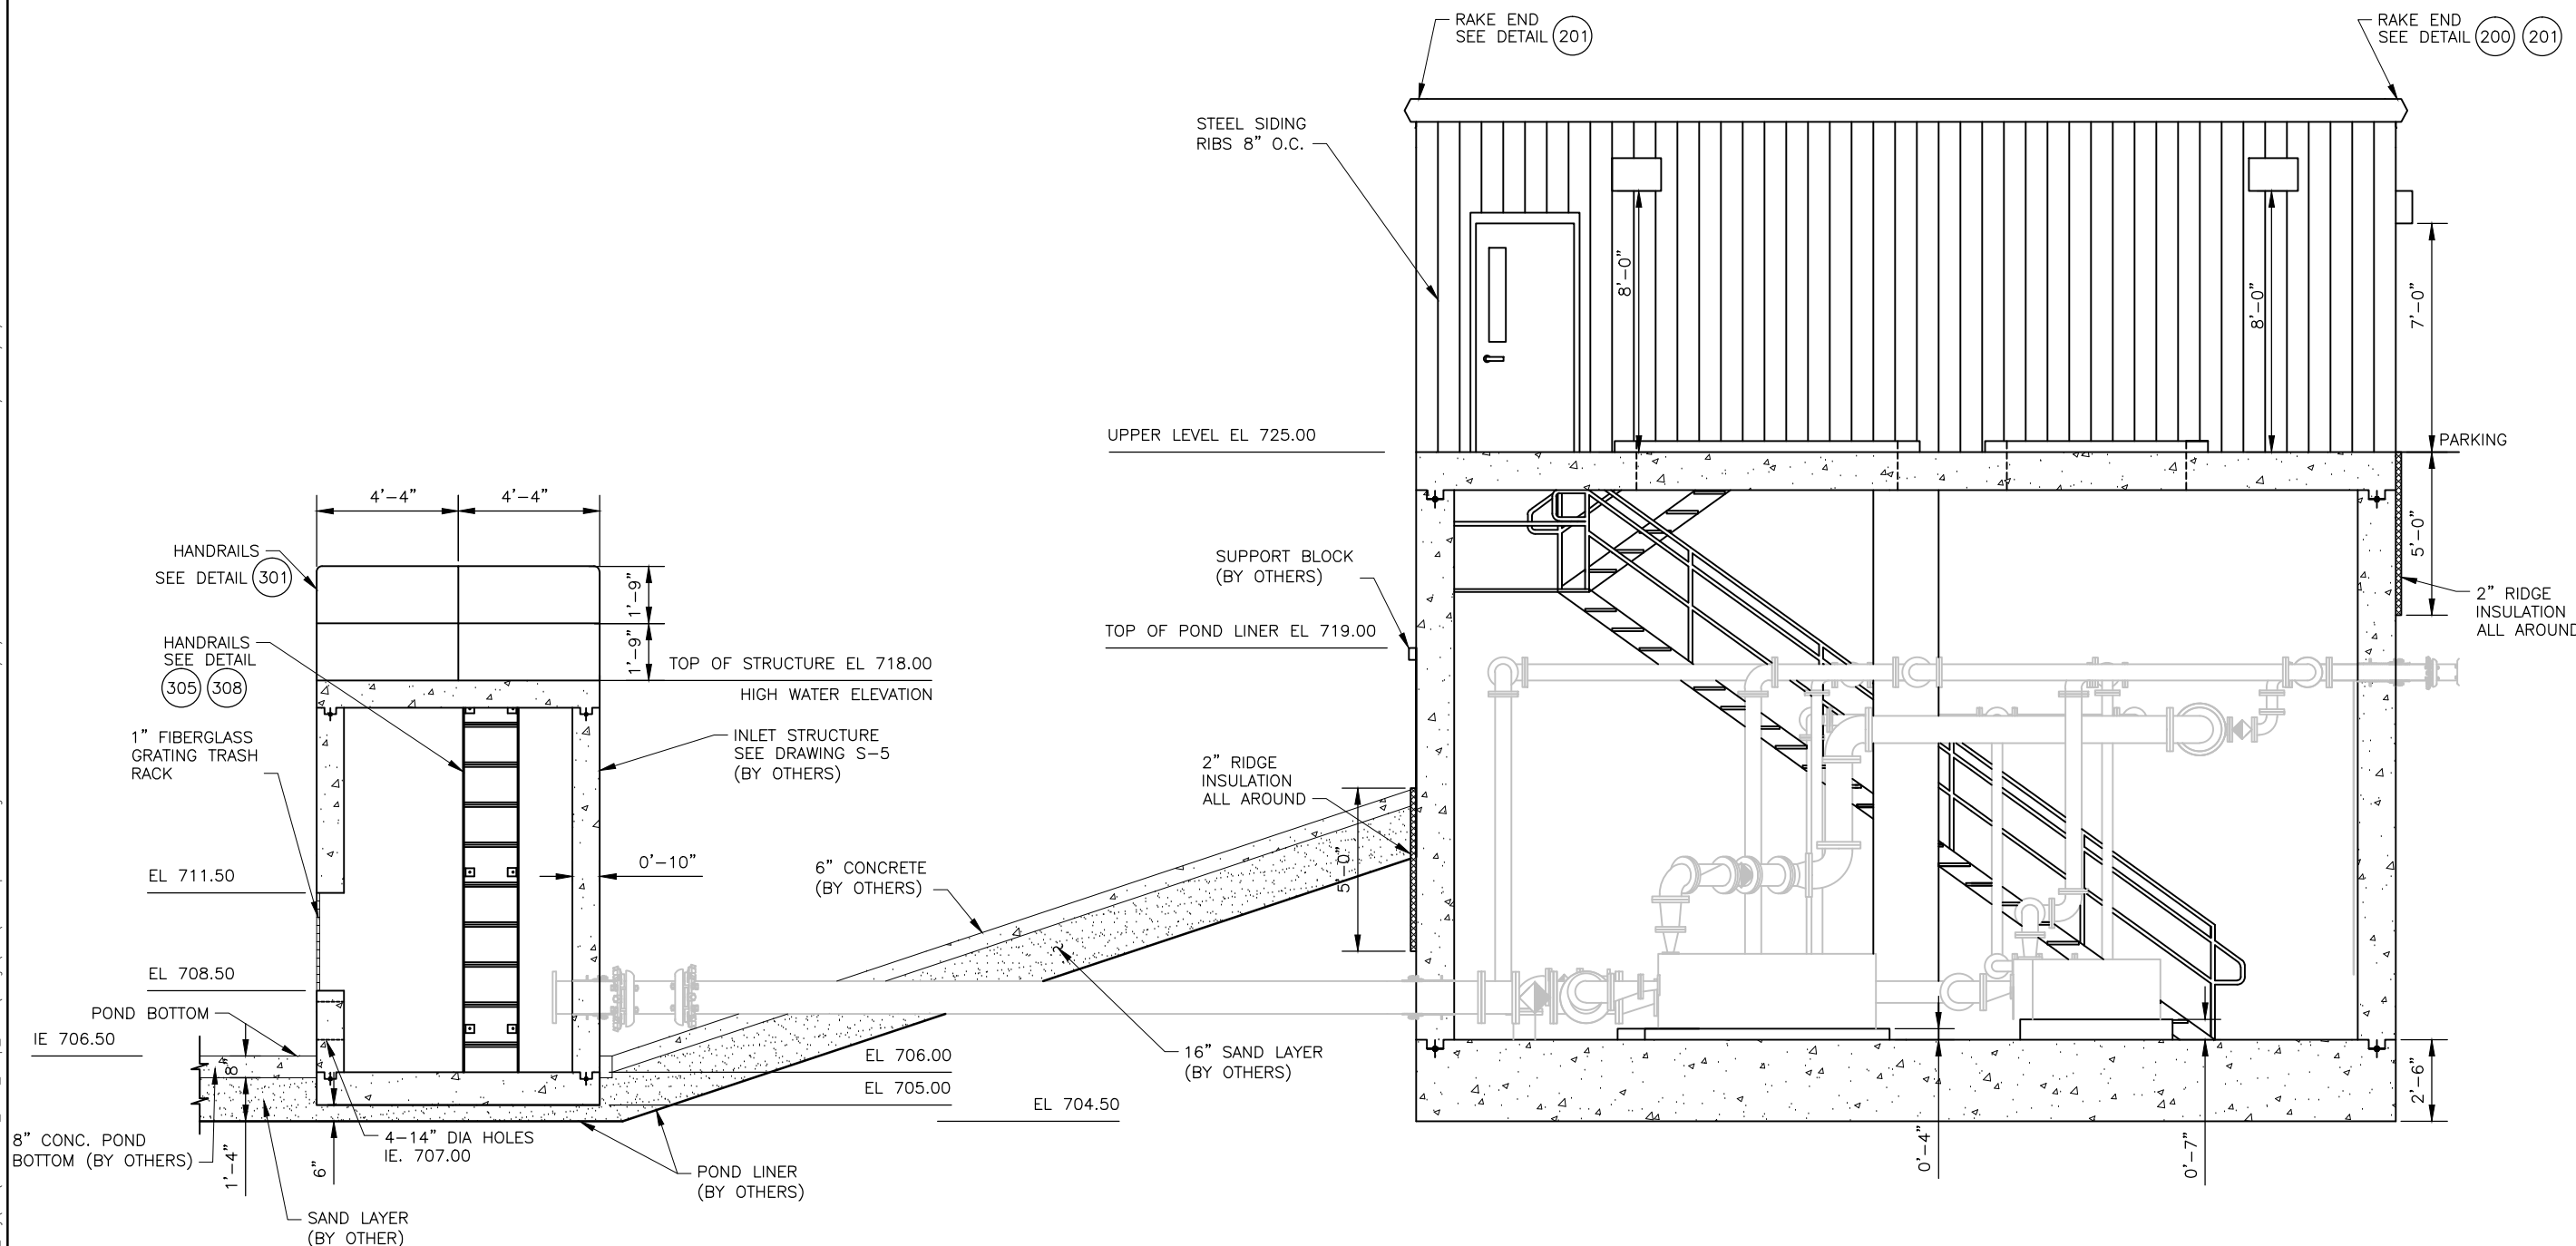 RAKE END
SEE DETAIL 201
RAKE END
SEE DETAIL 200 201
STEEL SIDING
RIBS 8" O.C.
8'-0"
8'-0"
7'-0"
UPPER LEVEL EL 725.00
PARKING
4'-4"
4'-4"
HANDRAILS
SEE DETAIL 301
1'-9"
1'-9"
HANDRAILS
SEE DETAIL
305 308
TOP OF STRUCTURE EL 718.00
HIGH WATER ELEVATION
SUPPORT BLOCK
(BY OTHERS)
TOP OF POND LINER EL 719.00
5'-0"
2" RIDGE
INSULATION
ALL AROUND
1" FIBERGLASS
GRATING TRASH
RACK
INLET STRUCTURE
SEE DRAWING S-5
(BY OTHERS)
2" RIDGE
INSULATION
ALL AROUND
5'-0"
0'-10"
6" CONCRETE
(BY OTHERS)
EL 711.50
EL 708.50
POND BOTTOM
IE 706.50
8"
EL 706.00
EL 705.00
EL 704.50
16" SAND LAYER
(BY OTHERS)
2'-6"
0'-4"
0'-7"
8" CONC. POND
BOTTOM (BY OTHERS)
1'-4"
6"
4-14" DIA HOLES
IE. 707.00
POND LINER
(BY OTHERS)
SAND LAYER
(BY OTHER)